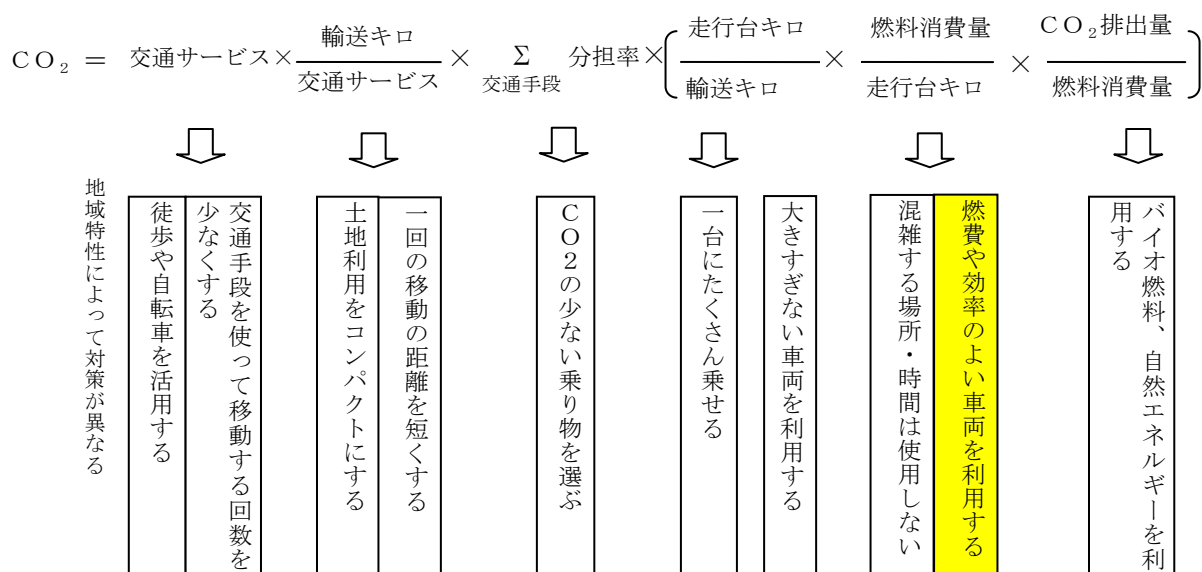 CO₂ = 交通サービス×輸送キロ/交通サービス × Σ 交通手段 分担率×(走行台キロ/輸送キロ × 燃料消費量/走行台キロ × CO₂排出量/燃料消費量)
地域特性によって対策が異なる
交通手段を使って移動する回数を
少なくする
徒歩や自転車を活用する
一回の移動の距離を短くする
土地利用をコンパクトにする
CO2の少ない乗り物を選ぶ
一台にたくさん乗せる
大きすぎない車両を利用する
燃費や効率のよい車両を利用する
混雑する場所・時間は使用しない
バイオ燃料、自然エネルギーを利
用する